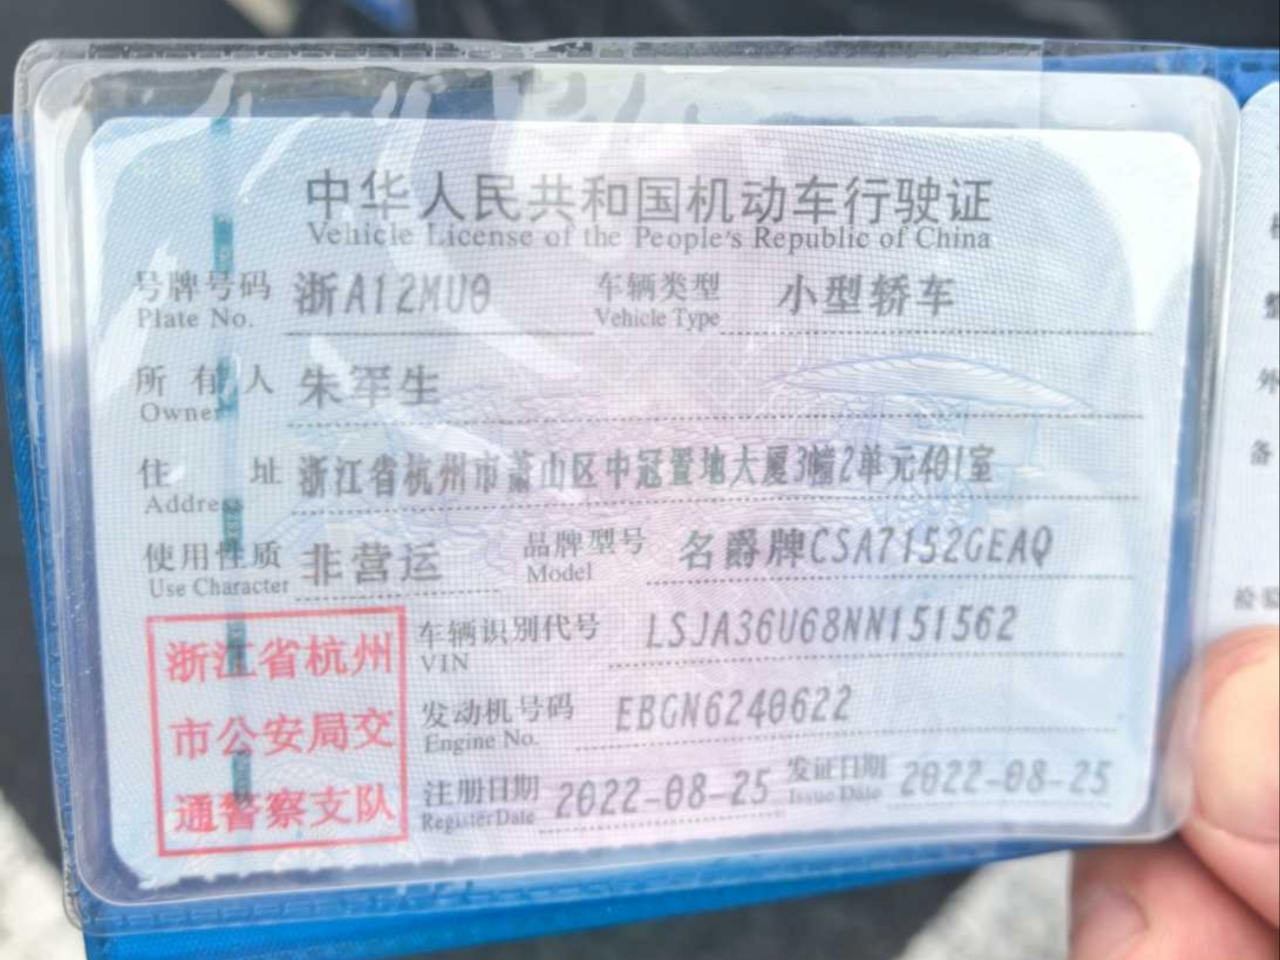 中华人民共和国机动车行驶证
Vehicle License of the People's Republic of China
号牌号码 浙A12MU0 车辆类型 小型轿车
Plate No. Vehicle Type
所有人 朱军生
Owner
住址 浙江省杭州市萧山区中冠置地大厦3幢2单元401室
Address
使用性质 非营运 品牌型号 名爵牌CSA7152GEAQ
Use Character Model
浙江省杭州
市公安局交
通警察支队
车辆识别代号 LSJA36U68NN151562
VIN
发动机号码 EBGN6240622
Engine No.
注册日期 2022-08-25 发证日期 2022-08-25
Register Date Issue Date
外
备